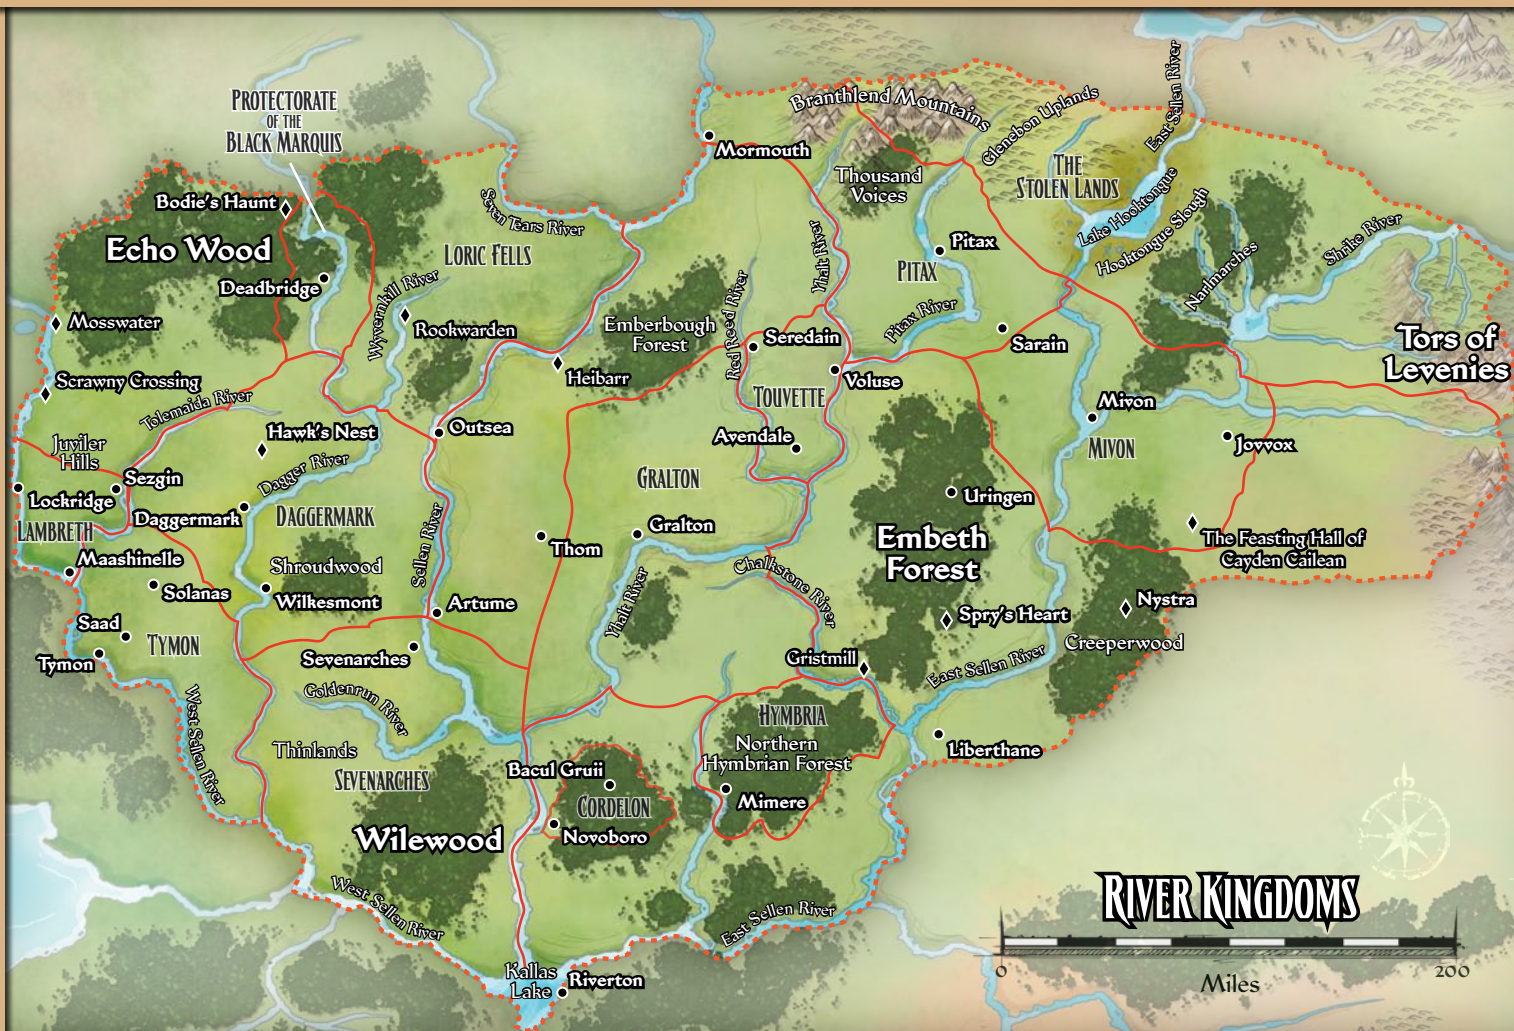 PROTECTORATE
OF THE
BLACK MARQUIS
Branthlend Mountains
Glenebon Uplands
East Sellen River
Mormouth
Thousand
Voices
THE
STOLEN LANDS
Lake Hooktongue
Hooktongue Slough
Bodie's Haunt
Seven Tears River
Echo Wood
LORIC FELLS
Yhalt River
Pitax
PITAX
Narlmarches
Shrike River
Deadbridge
Wyvernkill River
Mosswater
Rookwarden
Emberbough
Forest
Red Reed River
Seredain
Pitax River
Sarain
Tors of
Levenies
Scrawny Crossing
Heibarr
Voluse
TOUVETTE
Tolemaida River
Mivon
Juviler
Hills
Hawk's Nest
Outsea
Avendale
MIVON
Jovvox
Sezgin
Dagger River
GRALTON
Lockridge
Uringen
Daggermark
DAGGERMARK
LAMBRETH
Sellen River
Thom
Gralton
Embeth
Forest
The Feasting Hall of
Cayden Cailean
Maashinelle
Shroudwood
Chalkstone River
Solanas
Wilkesmont
Artume
Yhalt River
Nystra
Saad
TYMON
Spry's Heart
Creeperwood
Tymon
Sevenarches
Gristmill
East Sellen River
West Sellen River
Goldenrun River
HYMBRIA
Northern
Hymbrian Forest
Liberthane
Thinlands
SEVENARCHES
Bacul Gruii
CORDELON
Mimere
Wilewood
Novoboro
West Sellen River
East Sellen River
RIVER KINGDOMS
Kallas
Lake
Riverton
0
200
Miles